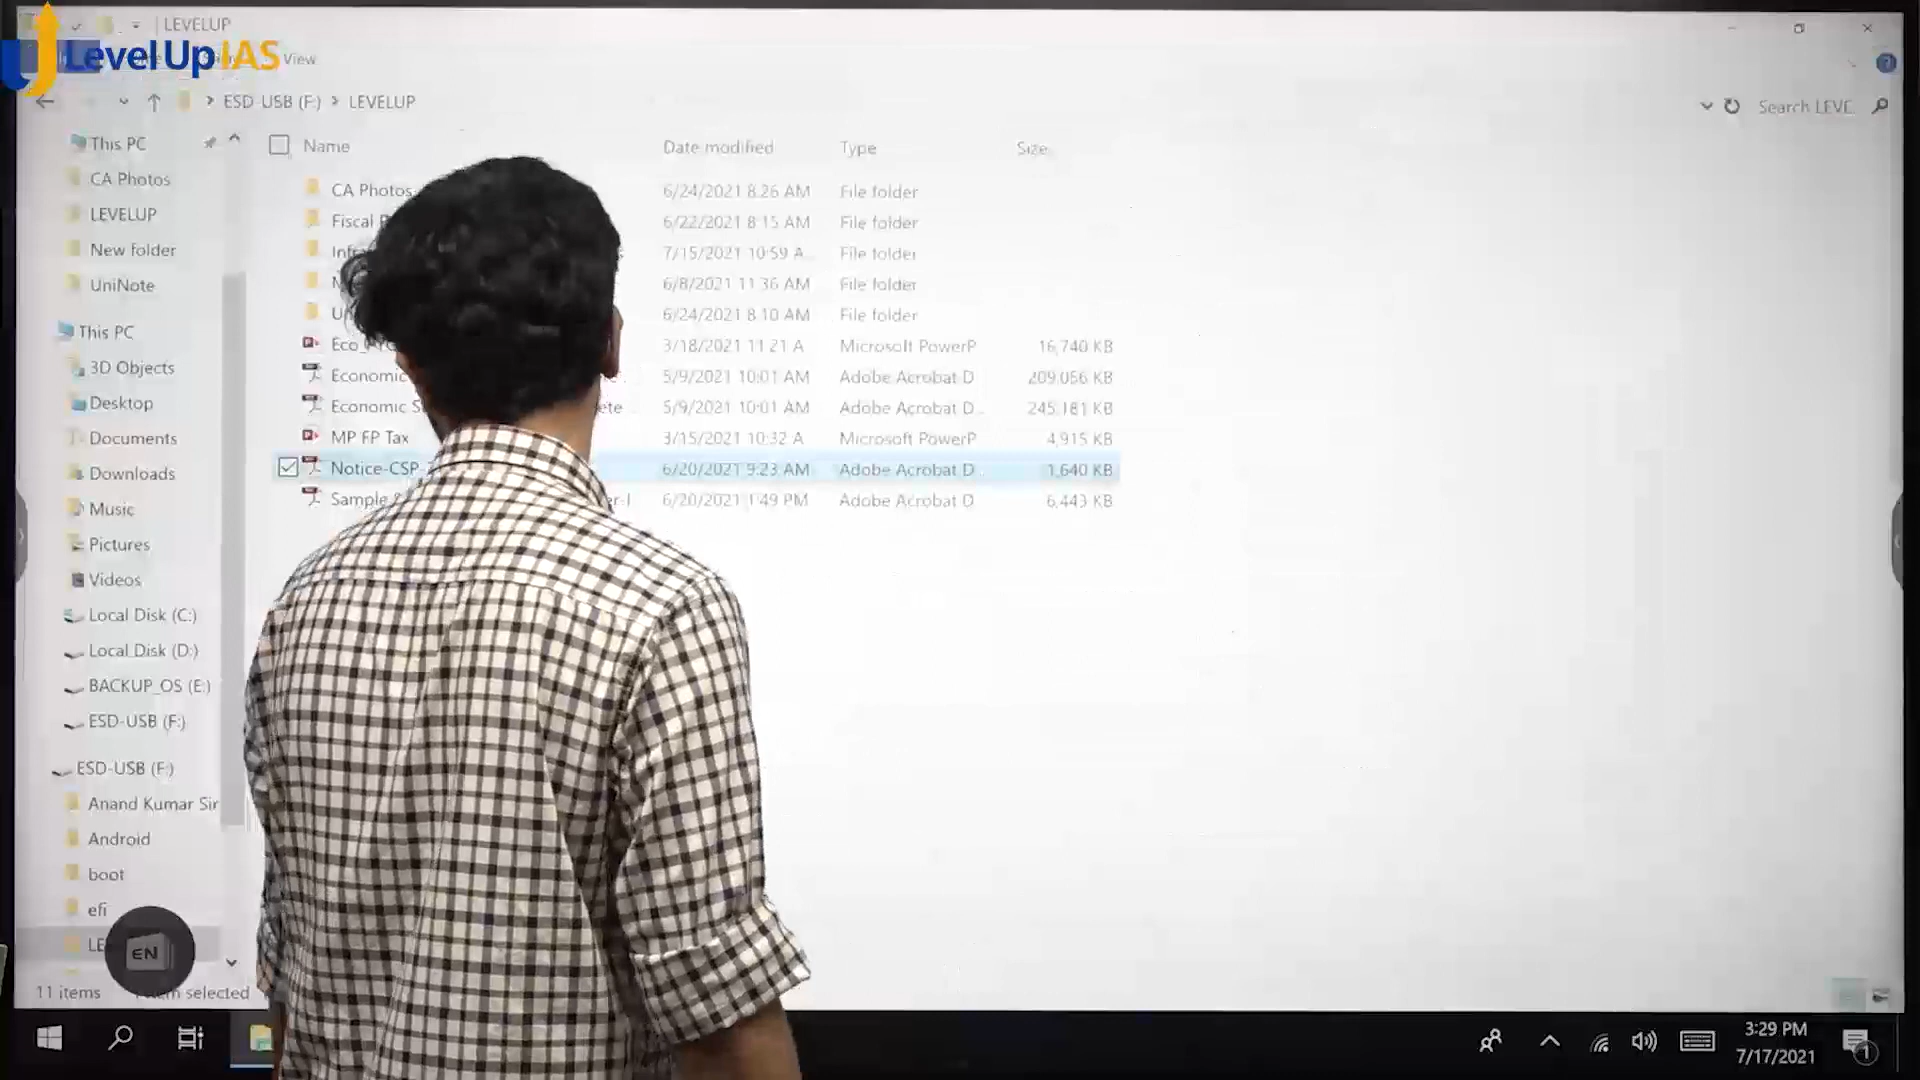 LEVELUP
LevelUp IAS
View
ESD-USB (F:) > LEVELUP
Search LEVE
Name Date modified Type Size
CA Photos 6/24/2021 8:26 AM File folder
Fiscal 6/22/2021 8:15 AM File folder
7/15/2021 10:59 A... File folder
6/8/2021 11:36 AM File folder
6/24/2021 8:10 AM File folder
3/18/2021 11:21 A Microsoft PowerP 16,740 KB
Economic 5/9/2021 10:01 AM Adobe Acrobat D 209,056 KB
Economic 5/9/2021 10:01 AM Adobe Acrobat D... 245,181 KB
MP FP Tax 3/15/2021 10:32 A Microsoft PowerP 4,915 KB
Notice-CSP- 6/20/2021 9:23 AM Adobe Acrobat D 1,640 KB
Sample 6/20/2021 1:49 PM Adobe Acrobat D 6,443 KB
This PC
CA Photos
LEVELUP
New folder
UniNote
This PC
3D Objects
Desktop
Documents
Downloads
Music
Pictures
Videos
Local Disk (C:)
Local Disk (D:)
BACKUP_OS (E:)
ESD-USB (F:)
ESD-USB (F:)
Anand Kumar Sir
Android
boot
efi
EN
11 items selected
3:29 PM
7/17/2021
1